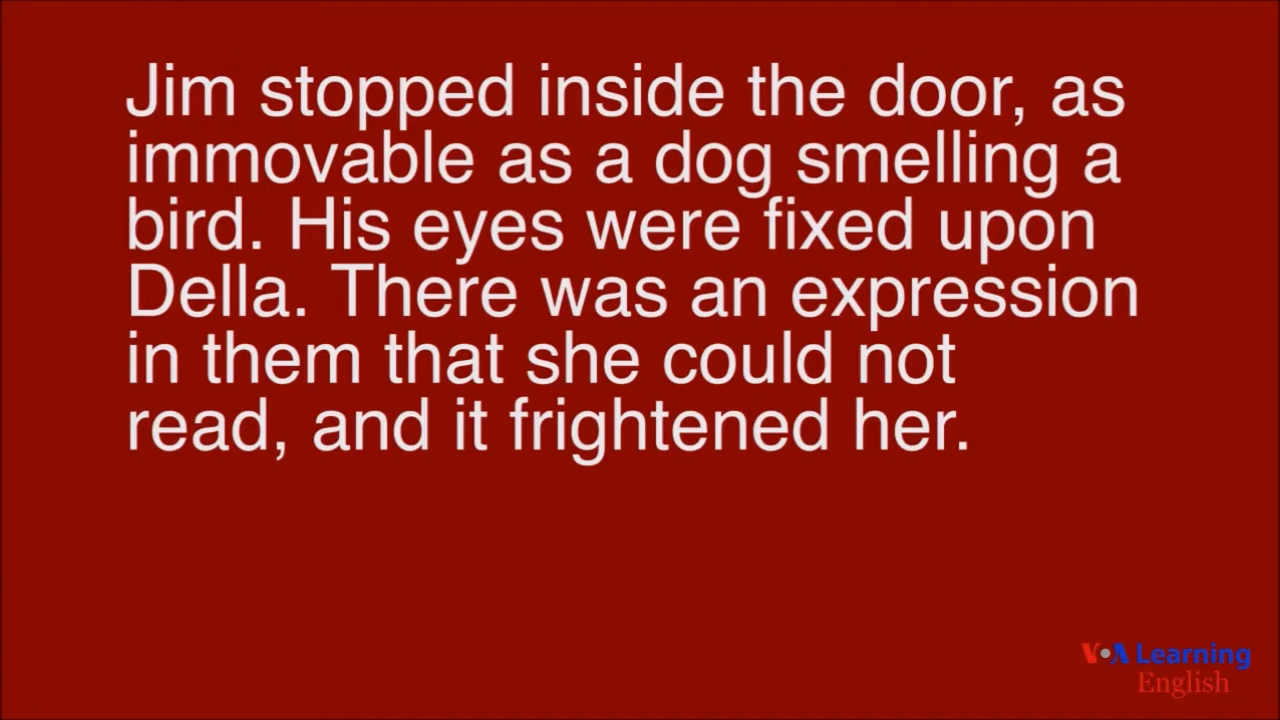 Jim stopped inside the door, as
immovable as a dog smelling a
bird. His eyes were fixed upon
Della. There was an expression
in them that she could not
read, and it frightened her.
VOA Learning
English